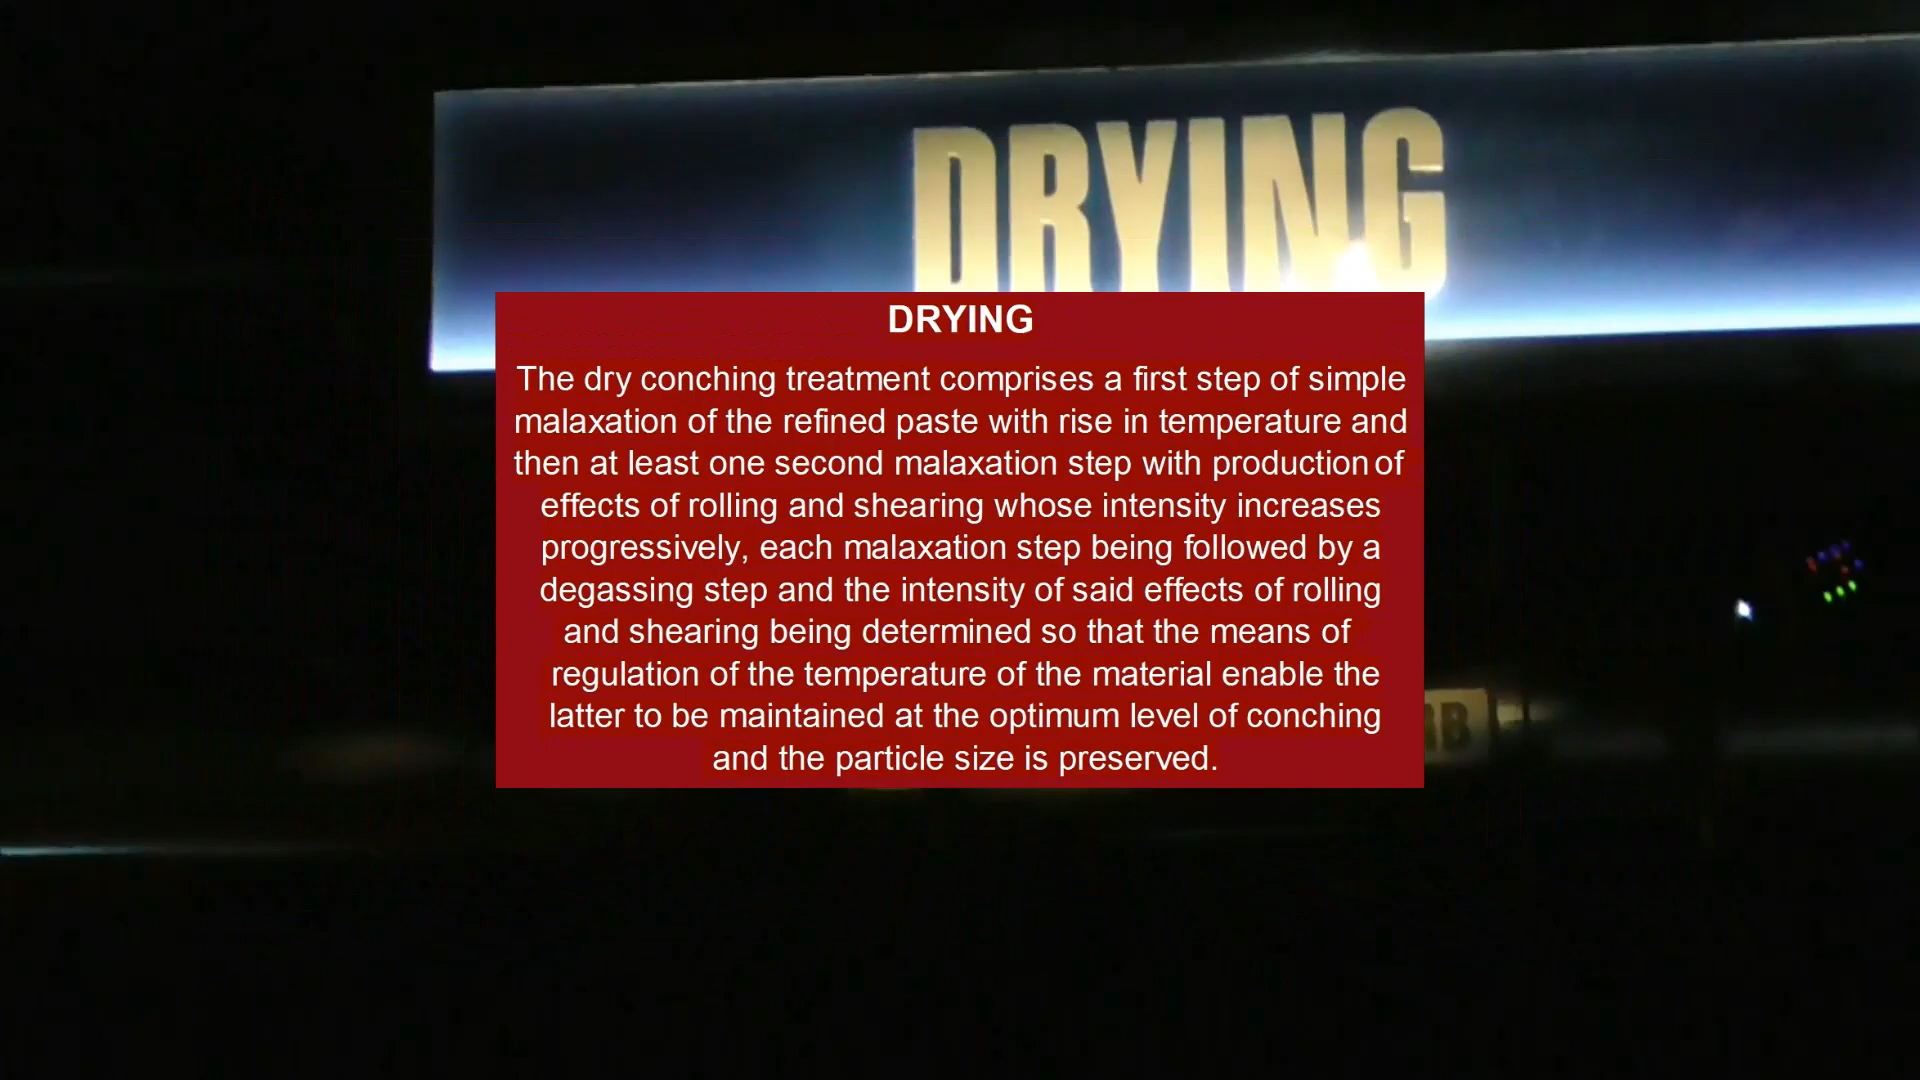 DRYING
DRYING
The dry conching treatment comprises a first step of simple
malaxation of the refined paste with rise in temperature and
then at least one second malaxation step with production of
effects of rolling and shearing whose intensity increases
progressively, each malaxation step being followed by a
degassing step and the intensity of said effects of rolling
and shearing being determined so that the means of
regulation of the temperature of the material enable the
latter to be maintained at the optimum level of conching
and the particle size is preserved.